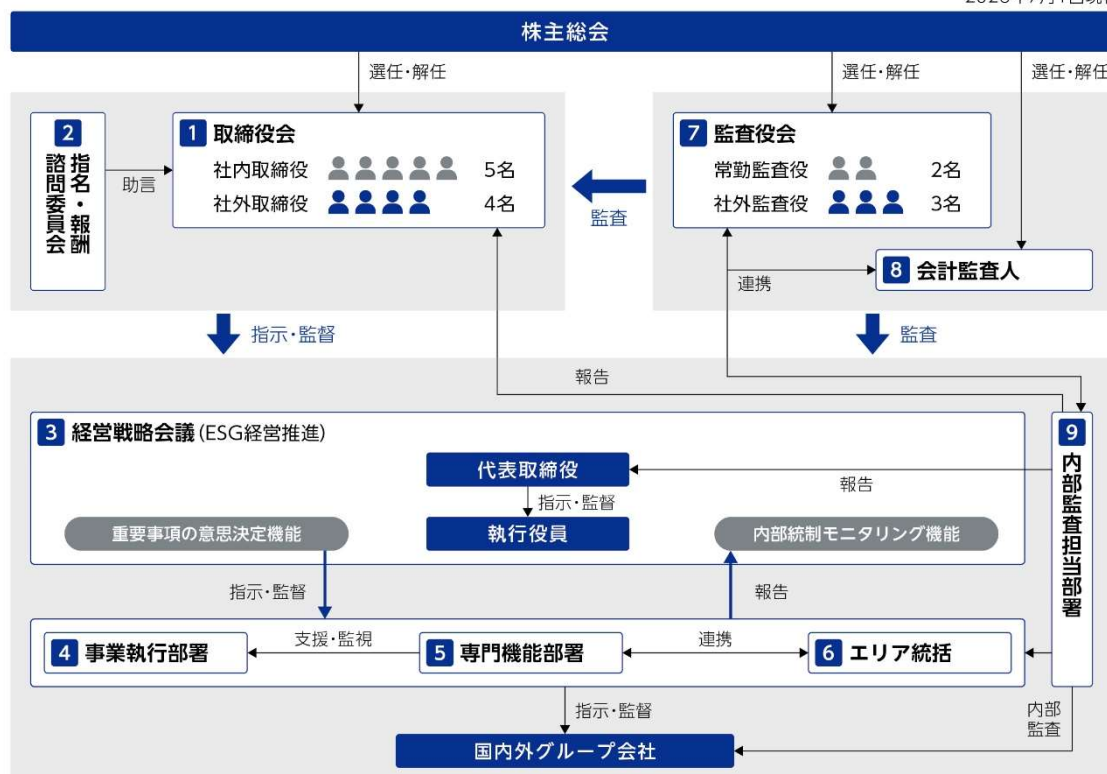 株主総会
選任・解任
選任・解任
選任・解任
2 指名・報酬
諮問委員会
助言
1 取締役会
社内取締役 5名
社外取締役 4名
監査
7 監査役会
常勤監査役 2名
社外監査役 3名
連携
8 会計監査人
指示・監督
監査
報告
3 経営戦略会議(ESG経営推進)
代表取締役
報告
指示・監督
重要事項の意思決定機能
執行役員
内部統制モニタリング機能
9 内部監査担当部署
指示・監督
報告
4 事業執行部署
支援・監視
5 専門機能部署
連携
6 エリア統括
指示・監督
内部
監査
国内外グループ会社